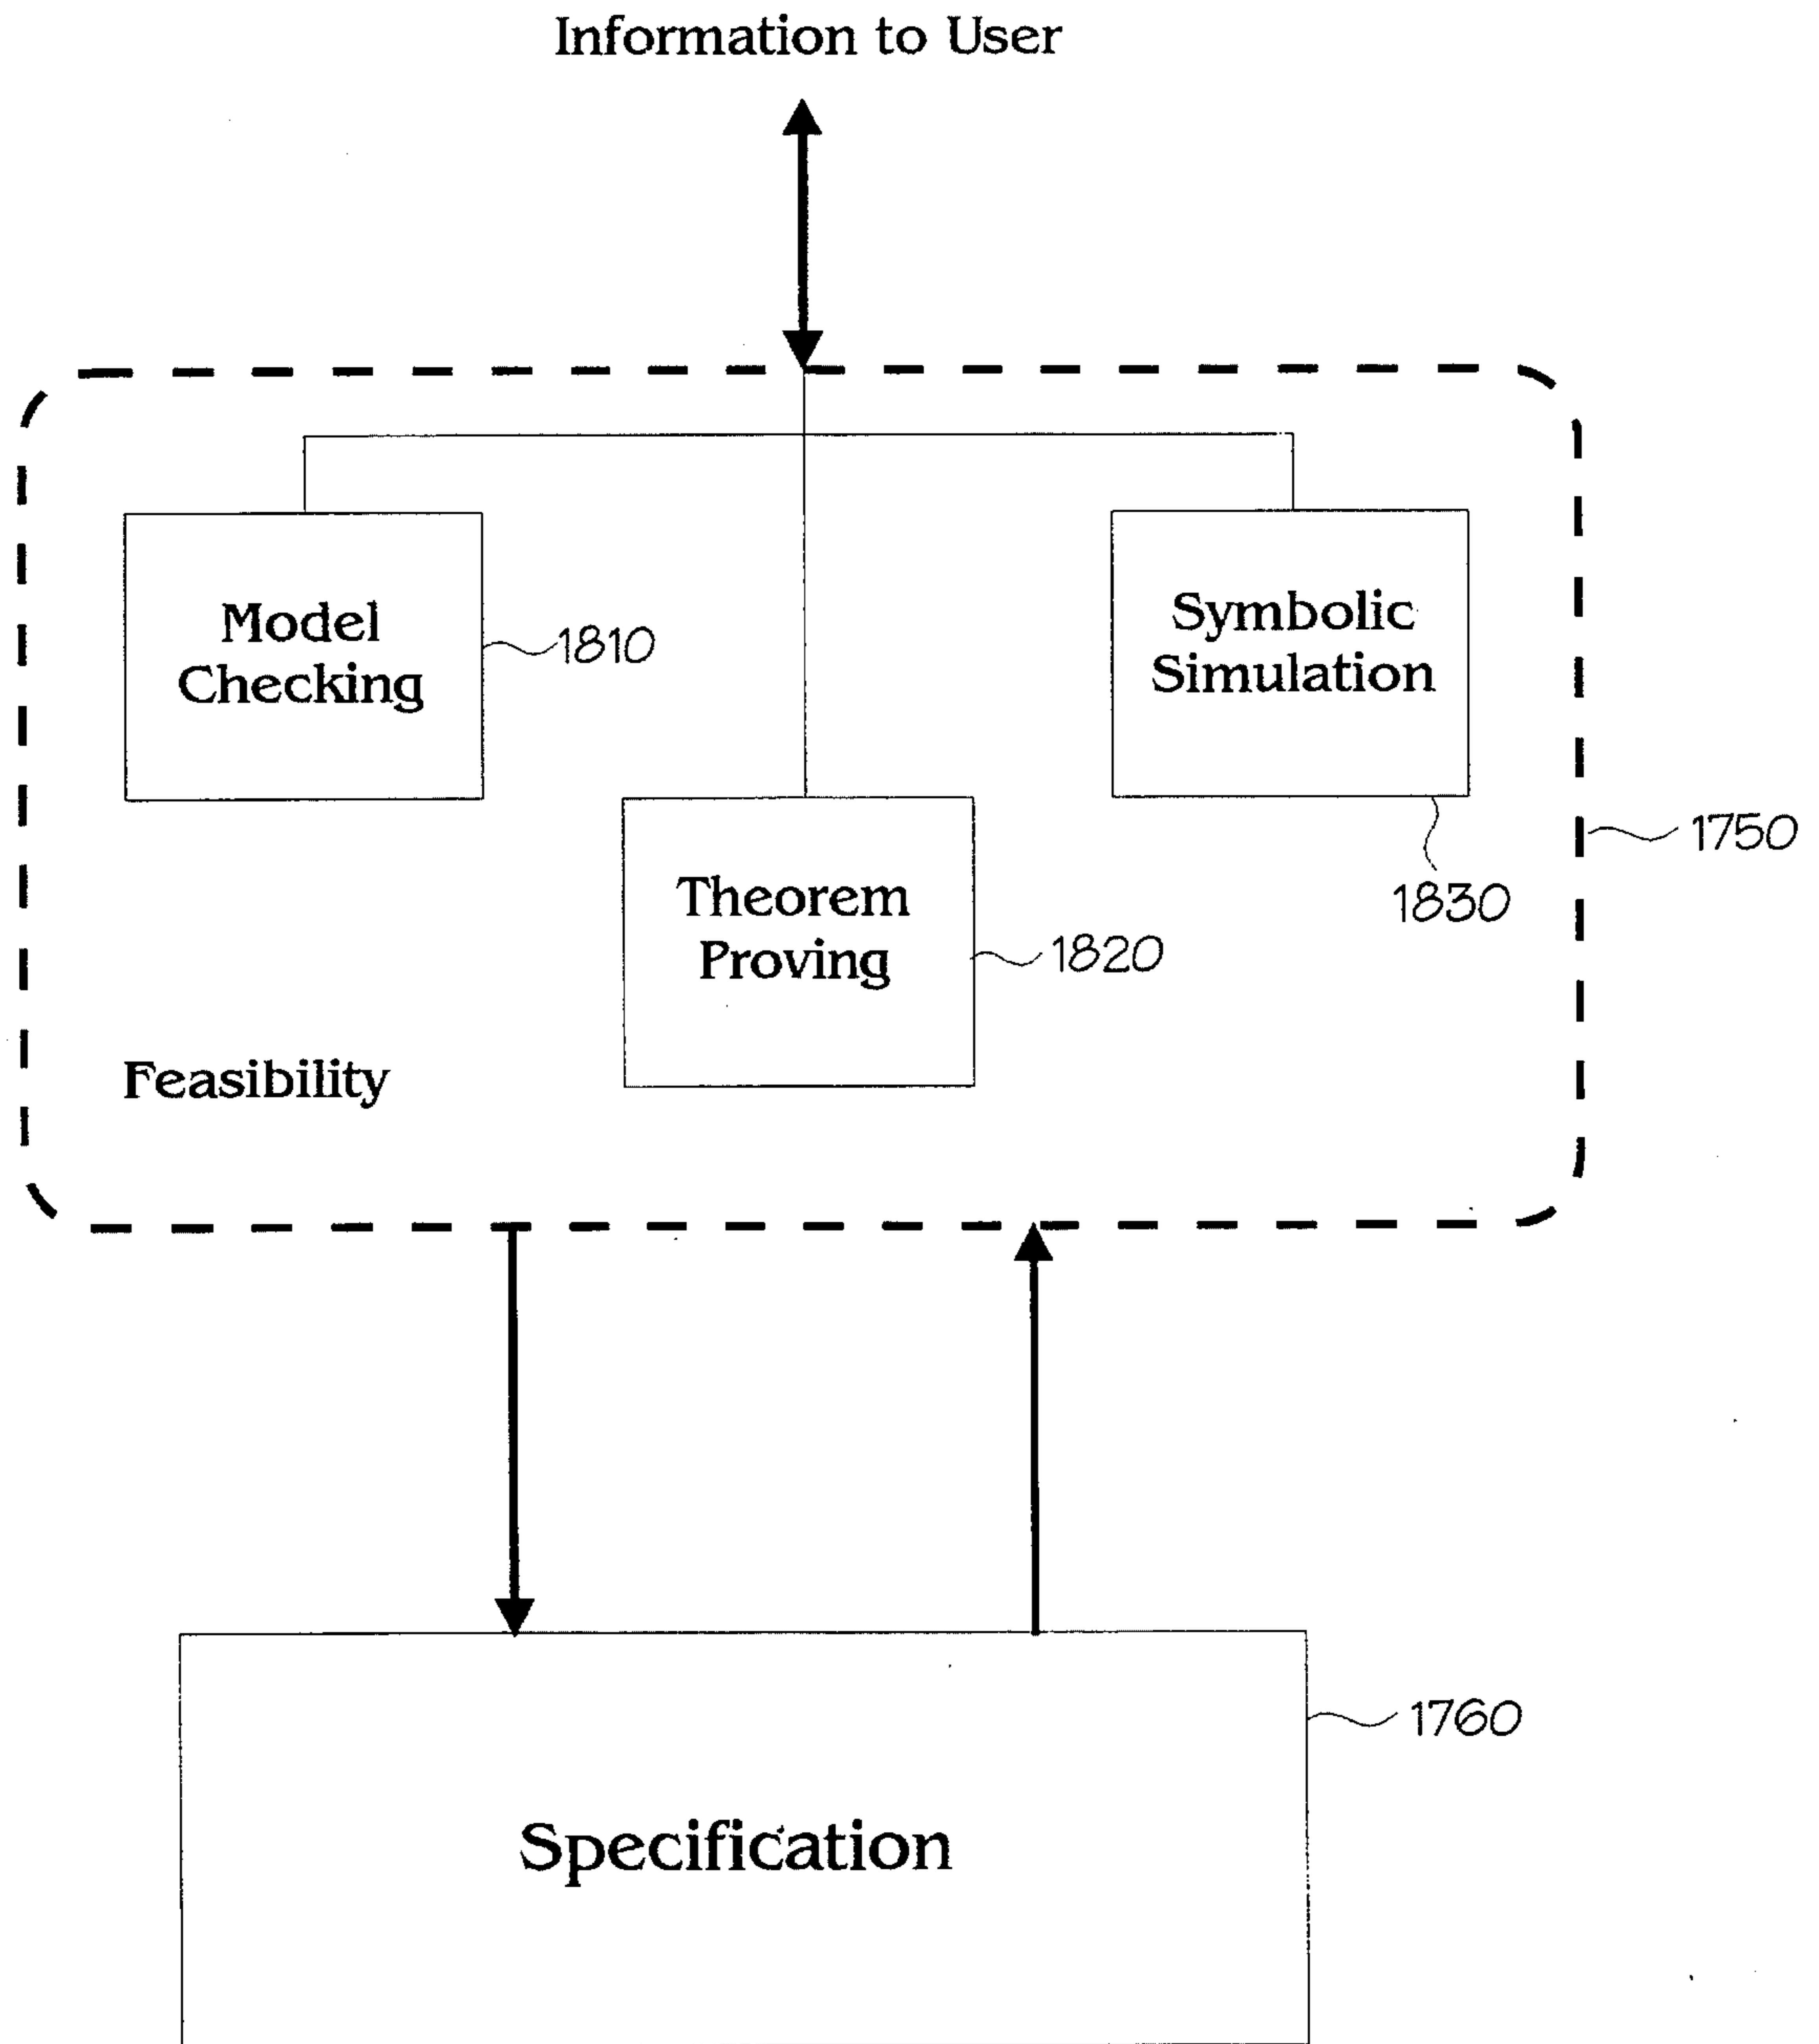 Information to User
Model
Checking
1810
Symbolic
Simulation
1830
1750
Theorem
Proving
1820
Feasibility
1760
Specification